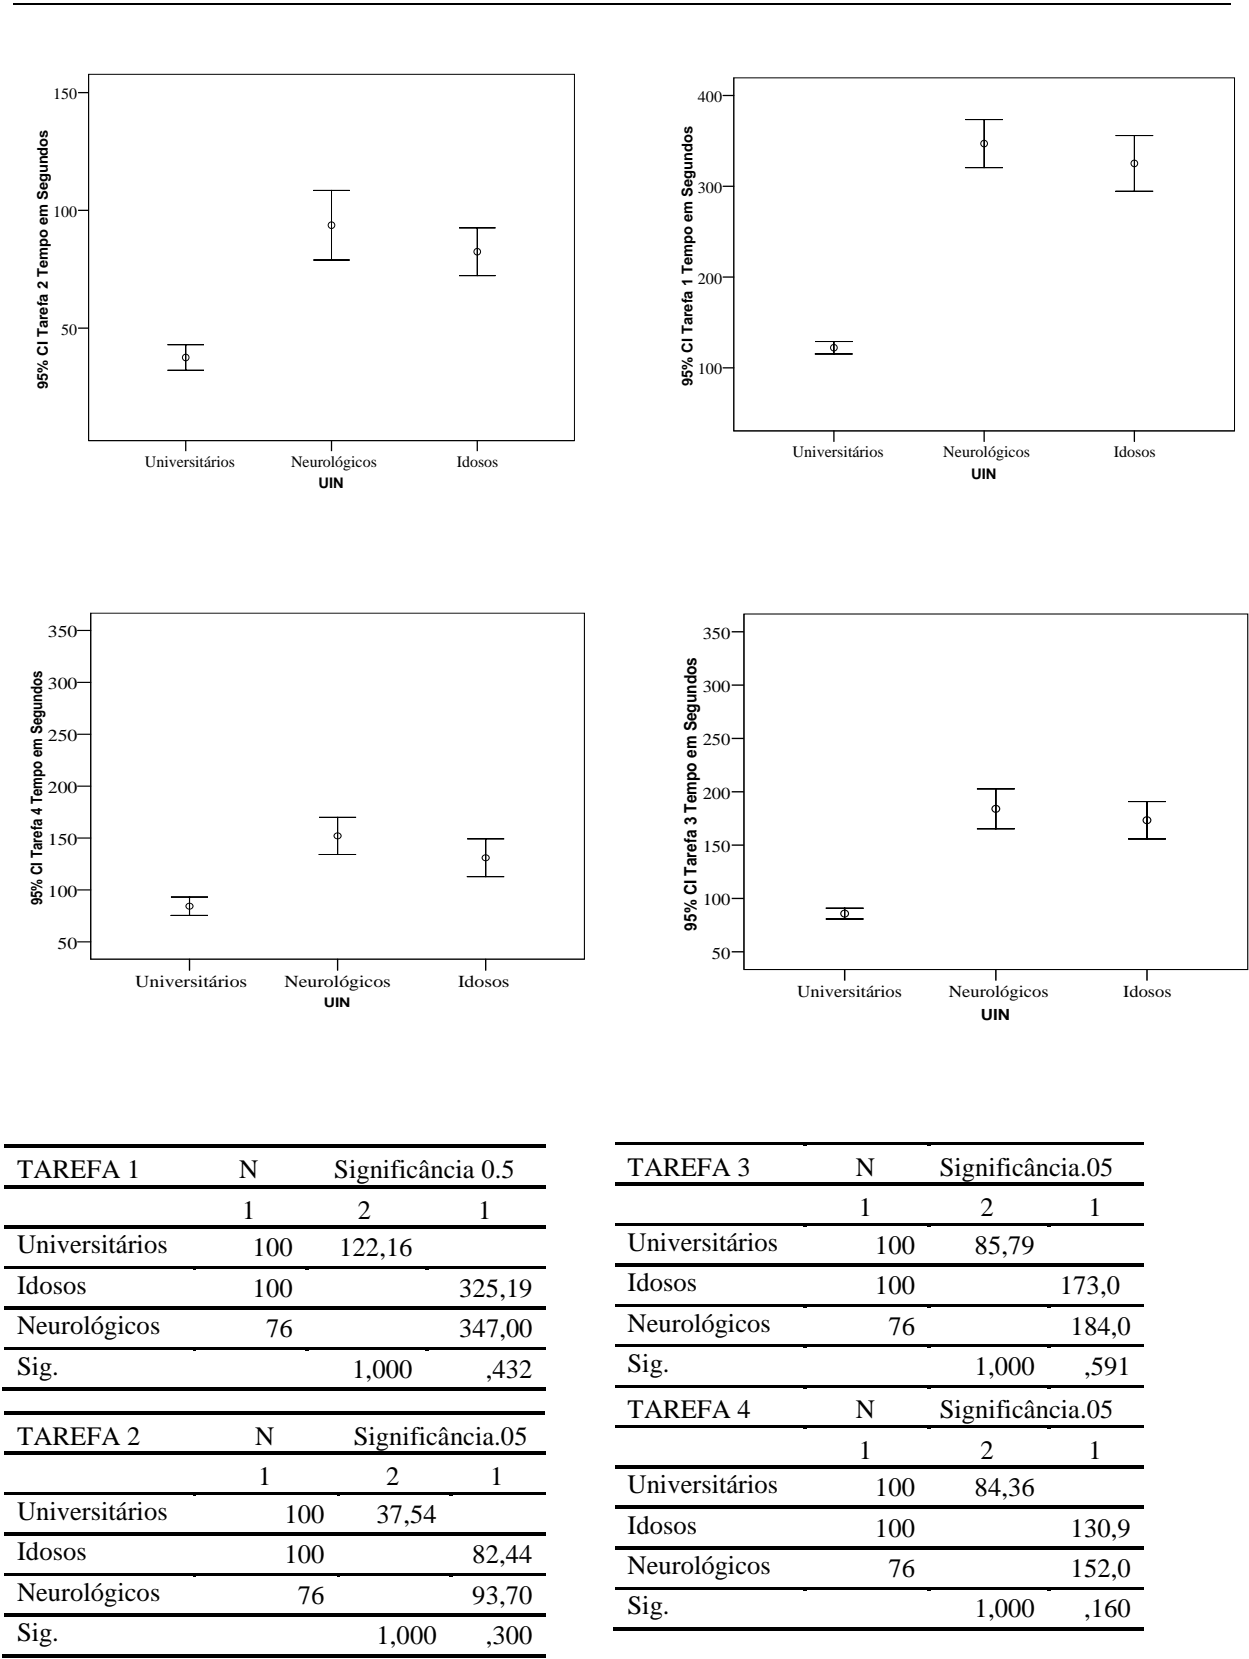 150
100
50
95% CI Tarefa 2 Tempo em Segundos
Universitários Neurológicos Idosos
UIN
400
300
200
100
95% CI Tarefa 1 Tempo em Segundos
Universitários Neurológicos Idosos
UIN
350
300
250
200
150
100
50
95% CI Tarefa 4 Tempo em Segundos
Universitários Neurológicos Idosos
UIN
350
300
250
200
150
100
50
95% CI Tarefa 3 Tempo em Segundos
Universitários Neurológicos Idosos
UIN
TAREFA 1 N Significância 0.5
1 2 1
Universitários 100 122,16
Idosos 100 325,19
Neurológicos 76 347,00
Sig. 1,000 ,432
TAREFA 2 N Significância.05
1 2 1
Universitários 100 37,54
Idosos 100 82,44
Neurológicos 76 93,70
Sig. 1,000 ,300
TAREFA 3 N Significância.05
1 2 1
Universitários 100 85,79
Idosos 100 173,0
Neurológicos 76 184,0
Sig. 1,000 ,591
TAREFA 4 N Significância.05
1 2 1
Universitários 100 84,36
Idosos 100 130,9
Neurológicos 76 152,0
Sig. 1,000 ,160